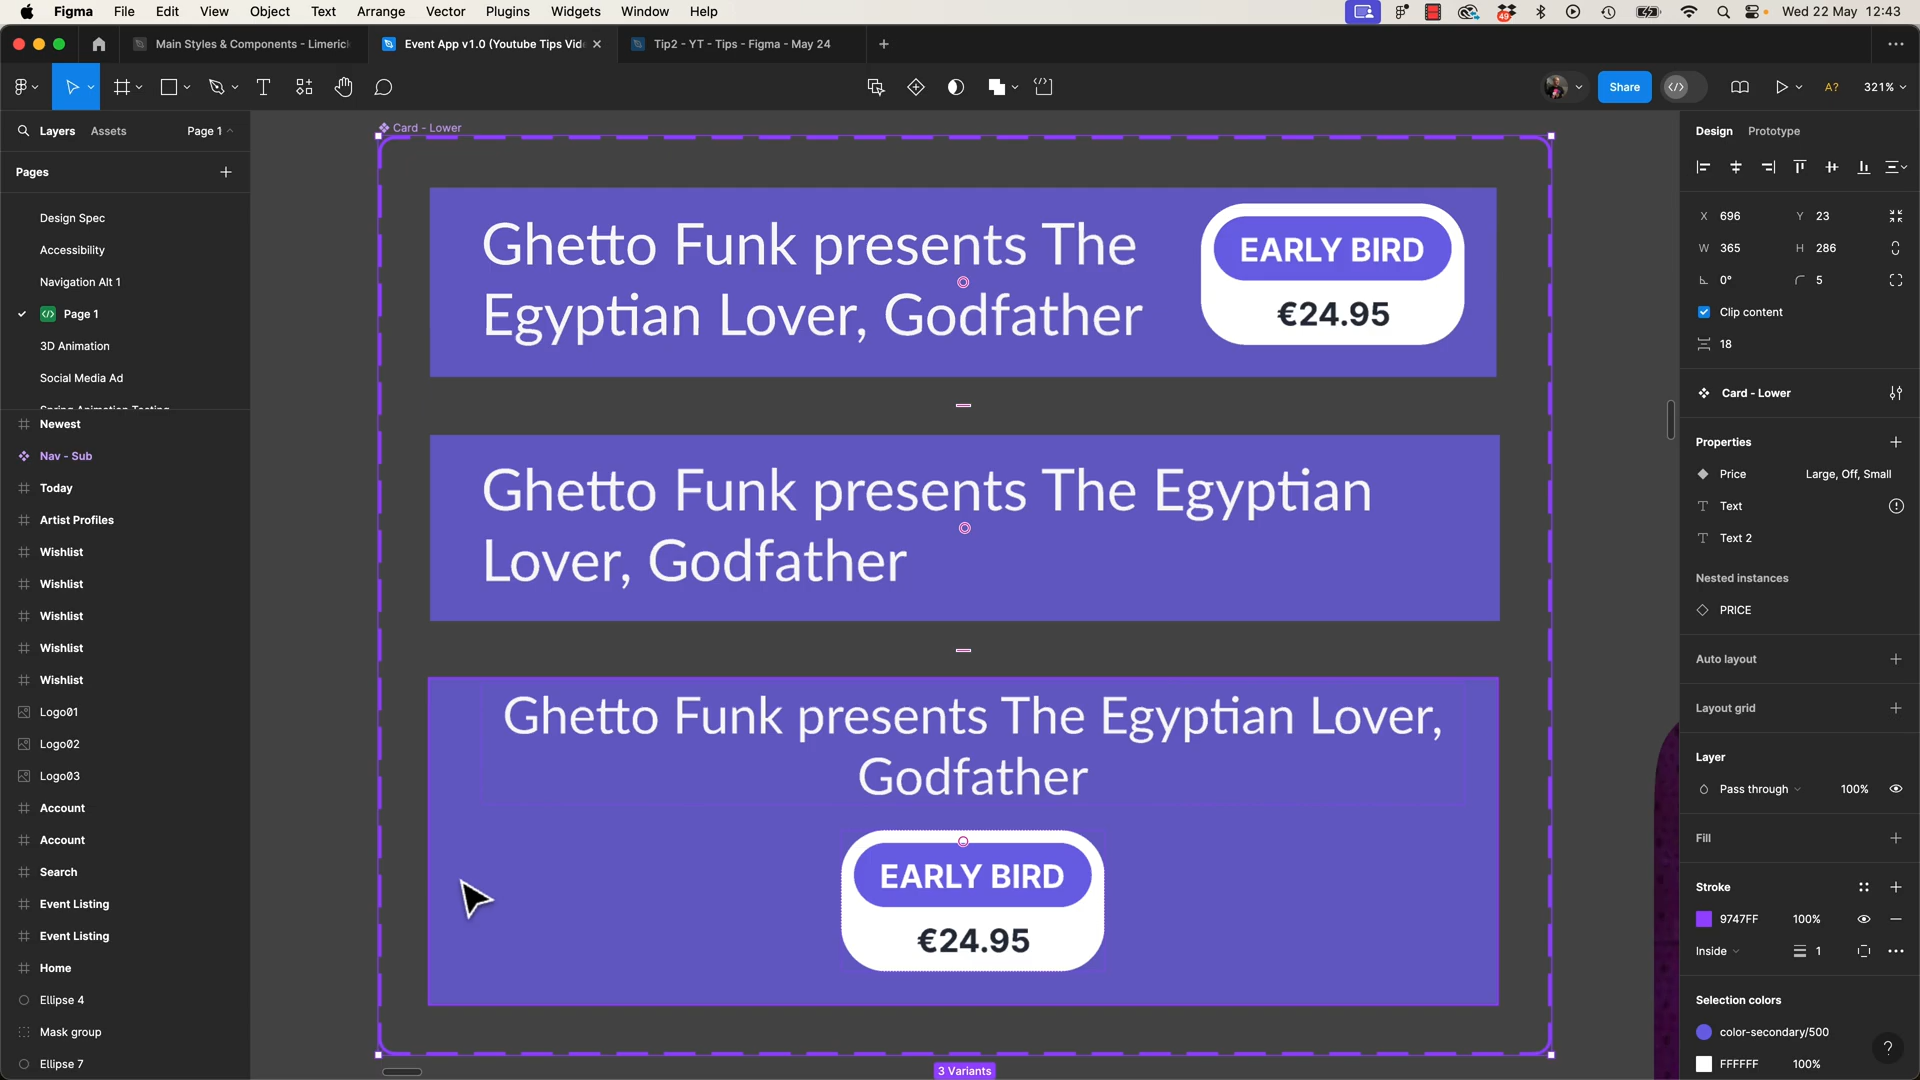 Figma File Edit View Object Text Arrange Vector Plugins Widgets Window Help
49
Wed 22 May 12:43
Main Styles & Components - Limerick
Event App v1.0 (Youtube Tips Vid
Tip2 - YT - Tips - Figma - May 24
Share
A?
321%
Layers Assets Page 1
Pages
Design Spec
Accessibility
Navigation Alt 1
Page 1
3D Animation
Social Media Ad
Spring Animation Testing
Newest
Nav - Sub
Today
Artist Profiles
Wishlist
Wishlist
Wishlist
Wishlist
Wishlist
Logo01
Logo02
Logo03
Account
Account
Search
Event Listing
Event Listing
Home
Ellipse 4
Mask group
Ellipse 7
Card - Lower
Ghetto Funk presents The
Egyptian Lover, Godfather
EARLY BIRD
€24.95
Ghetto Funk presents The Egyptian
Lover, Godfather
Ghetto Funk presents The Egyptian Lover,
Godfather
EARLY BIRD
€24.95
3 Variants
Design Prototype
X 696 Y 23
W 365 H 286
0° 5
Clip content
18
Card - Lower
Properties
Price Large, Off, Small
Text
Text 2
Nested instances
PRICE
Auto layout
Layout grid
Layer
Pass through 100%
Fill
Stroke
9747FF 100%
Inside 1
Selection colors
color-secondary/500
FFFFFF 100%
?